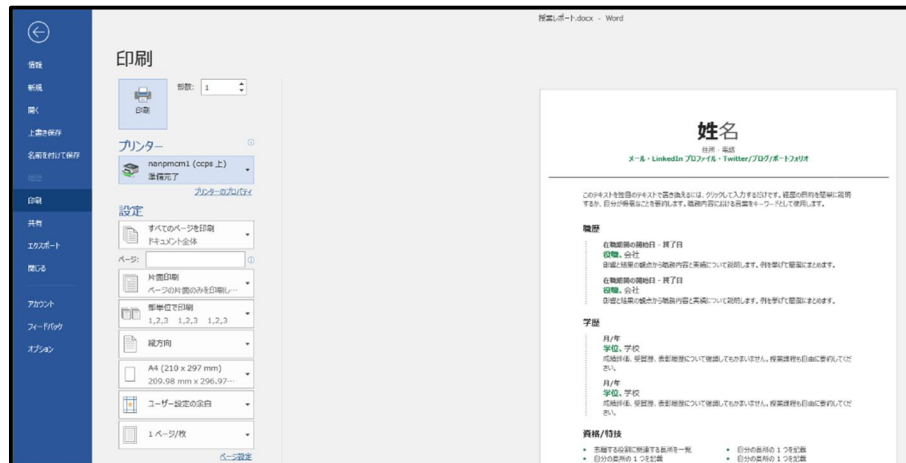 授業レポート.docx - Word
情報
新規
開く
上書き保存
名前を付けて保存
履歴
印刷
共有
エクスポート
閉じる
アカウント
フィードバック
オプション
印刷
部数: 1
印刷
プリンター
nanpmcm1 (ccps 上)
準備完了
プリンターのプロパティ
設定
すべてのページを印刷
ドキュメント全体
ページ:
片面印刷
ページの片面のみを印刷し…
部単位で印刷
1,2,3 1,2,3 1,2,3
縦方向
A4 (210 x 297 mm)
209.98 mm x 296.97…
ユーザー設定の余白
1 ページ/枚
ページ設定
姓名
住所・電話
メール・LinkedIn プロファイル・Twitter/ブログ/ポートフォリオ
このテキストを独自のテキストで置き換えるには、クリックして入力するだけです。経歴の目的を簡単に説明
するか、自分が得意なことを要約します。職務内容における言葉をキーワードとして使用します。
職歴
在職期間の開始日 - 終了日
役職、会社
影響と結果の観点から職務内容と実績について説明します。例を挙げて簡潔にまとめます。
在職期間の開始日 - 終了日
役職、会社
影響と結果の観点から職務内容と実績について説明します。例を挙げて簡潔にまとめます。
学歴
月/年
学位、学校
成績評価、受賞歴、表彰履歴について強調してもかまいません。授業課程も自由に要約してくだ
さい。
月/年
学位、学校
成績評価、受賞歴、表彰履歴について強調してもかまいません。授業課程も自由に要約してくだ
さい。
資格/特技
志願する役割に関連する長所を一覧
自分の長所の 1 つを記載
自分の長所の 1 つを記載
自分の長所の 1 つを記載